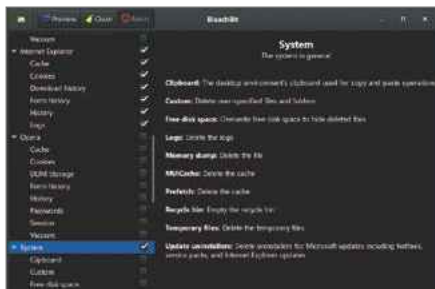 Preview Clean Abort BleachBit
Vacuum
Internet Explorer
Cache
Cookies
Download history
Form history
History
Logs
Opera
Cache
Cookies
DOM storage
Form history
History
Passwords
Session
Vacuum
System
Clipboard
Custom
Free disk space
System
The system in general
Clipboard: The desktop environment's clipboard used for copy and paste operations
Custom: Delete user-specified files and folders
Free disk space: Overwrite free disk space to hide deleted files
Logs: Delete the logs
Memory dump: Delete the file
MUICache: Delete the cache
Prefetch: Delete the cache
Recycle bin: Empty the recycle bin
Temporary files: Delete the temporary files
Update uninstallers: Delete uninstallers for Microsoft updates including hotfixes,
service packs, and Internet Explorer updates